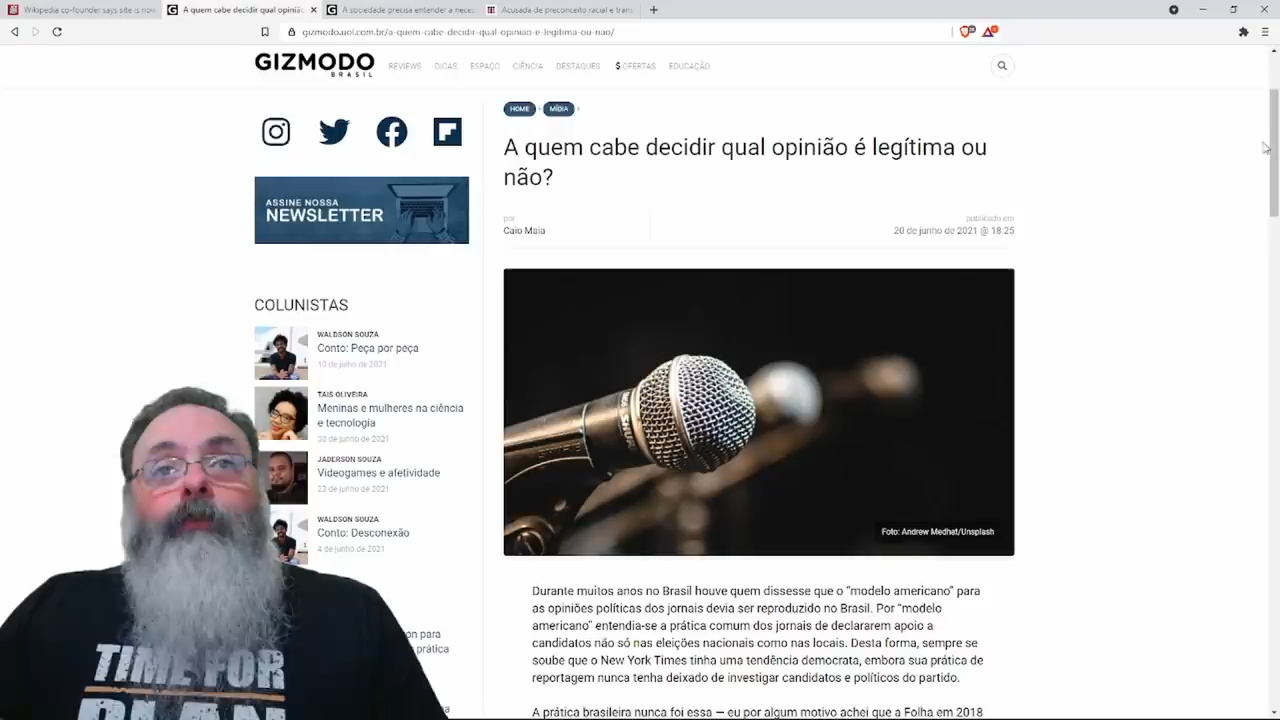 Wikipedia co-founder says site is now
A quem cabe decidir qual opinião
A sociedade precisa entender a nece
Acusada de preconceito racial e tran
gizmodo.uol.com.br/a-quem-cabe-decidir-qual-opiniao-e-legitima-ou-nao/
GIZMODO
BRASIL
REVIEWS DICAS ESPAÇO CIÊNCIA DESTAQUES $ OFERTAS EDUCAÇÃO
HOME MÍDIA
A quem cabe decidir qual opinião é legítima ou
não?
por
Caio Maia
publicado em
20 de junho de 2021 @ 18:25
ASSINE NOSSA
NEWSLETTER
COLUNISTAS
WALDSON SOUZA
Conto: Peça por peça
10 de julho de 2021
TAIS OLIVEIRA
Meninas e mulheres na ciência
e tecnologia
30 de junho de 2021
JADERSON SOUZA
Videogames e afetividade
23 de junho de 2021
WALDSON SOUZA
Conto: Desconexão
4 de junho de 2021
on para
prática
Foto: Andrew Medhat/Unsplash
Durante muitos anos no Brasil houve quem dissesse que o “modelo americano” para
as opiniões políticas dos jornais devia ser reproduzido no Brasil. Por “modelo
americano” entendia-se a prática comum dos jornais de declararem apoio a
candidatos não só nas eleições nacionais como nas locais. Desta forma, sempre se
soube que o New York Times tinha uma tendência democrata, embora sua prática de
reportagem nunca tenha deixado de investigar candidatos e políticos do partido.
A prática brasileira nunca foi essa — eu por algum motivo achei que a Folha em 2018
TIME FOR